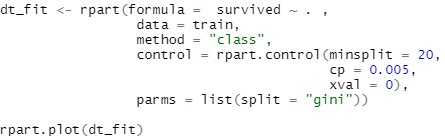 dt_fit <- rpart(formula =  survived ~ . ,
                data = train,
                method = "class",
                control = rpart.control(minsplit = 20,
                                        cp = 0.005,
                                        xval = 0),
                parms = list(split = "gini"))
rpart.plot(dt_fit)